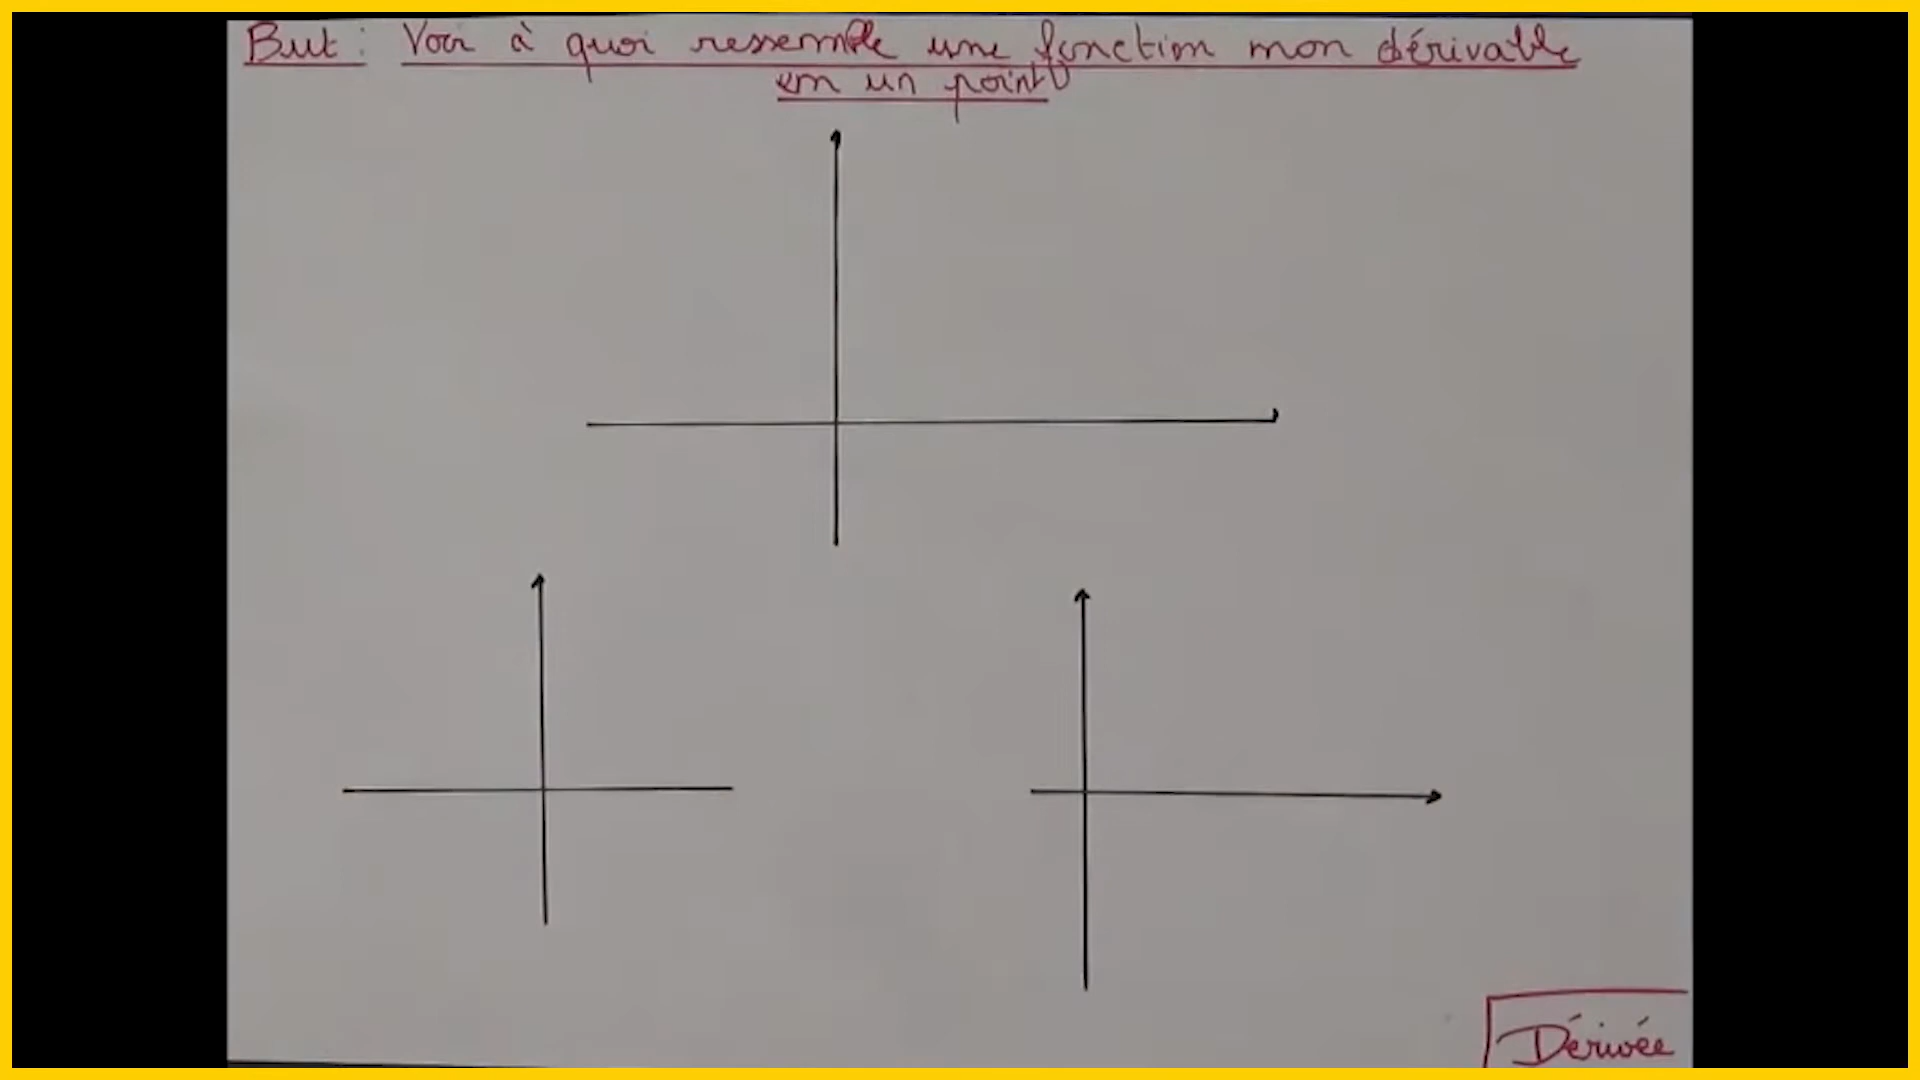 But : Voir à quoi ressemble une fonction non dérivable
en un point
Dérivée